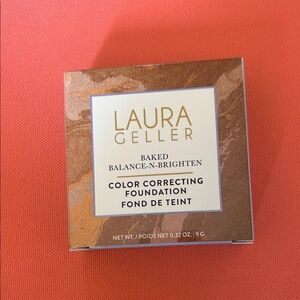 LAURA
GELLER
BAKED
BALANCE-N-BRIGHTEN
COLOR CORRECTING
FOUNDATION
FOND DE TEINT
NET WT. / POIDS NET 0.32 OZ. | 9 G